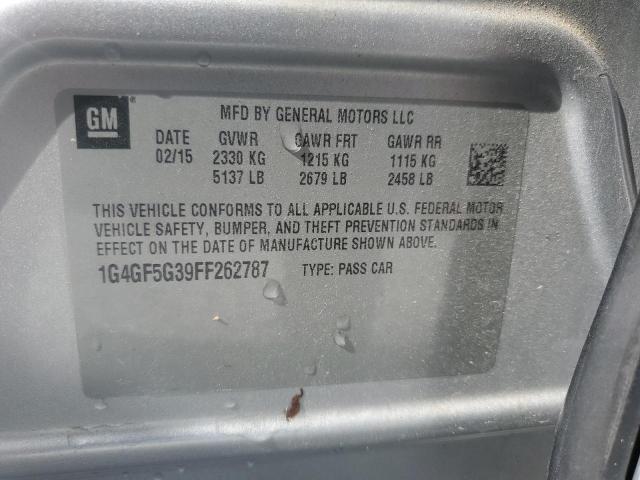 GM
MFD BY GENERAL MOTORS LLC
DATE GVWR GAWR FRT GAWR RR
02/15 2330 KG 1215 KG 1115 KG
5137 LB 2679 LB 2458 LB
THIS VEHICLE CONFORMS TO ALL APPLICABLE U.S. FEDERAL MOTOR
VEHICLE SAFETY, BUMPER, AND THEFT PREVENTION STANDARDS IN
EFFECT ON THE DATE OF MANUFACTURE SHOWN ABOVE.
1G4GF5G39FF262787 TYPE: PASS CAR